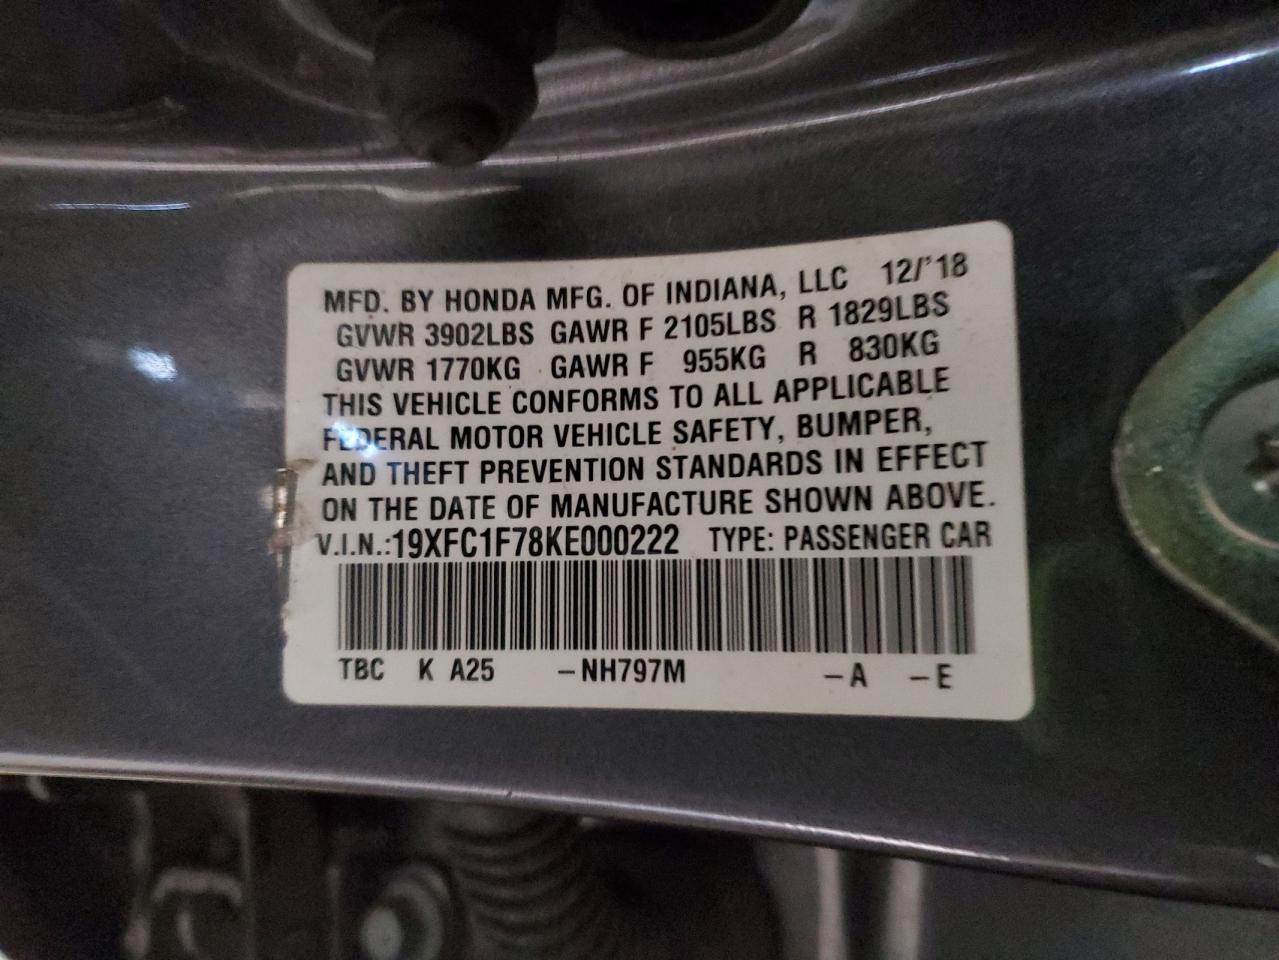 MFD. BY HONDA MFG. OF INDIANA, LLC 12/'18
GVWR 3902LBS GAWR F 2105LBS R 1829LBS
GVWR 1770KG GAWR F 955KG R 830KG
THIS VEHICLE CONFORMS TO ALL APPLICABLE
FEDERAL MOTOR VEHICLE SAFETY, BUMPER,
AND THEFT PREVENTION STANDARDS IN EFFECT
ON THE DATE OF MANUFACTURE SHOWN ABOVE.
V.I.N.:19XFC1F78KE000222 TYPE: PASSENGER CAR
TBC K A25 –NH797M –A –E